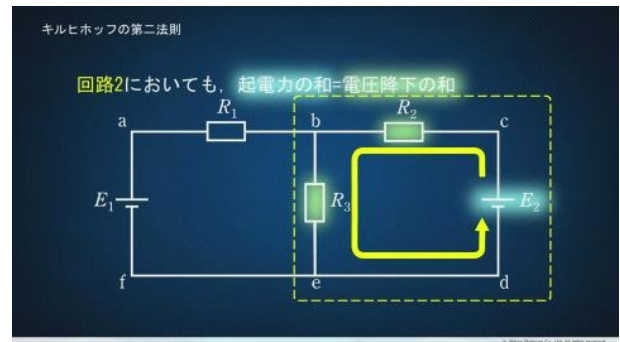 キルヒホッフの第二法則
回路2においても，起電力の和=電圧降下の和
R1 R2
a b c
E1 R3 E2
f e d